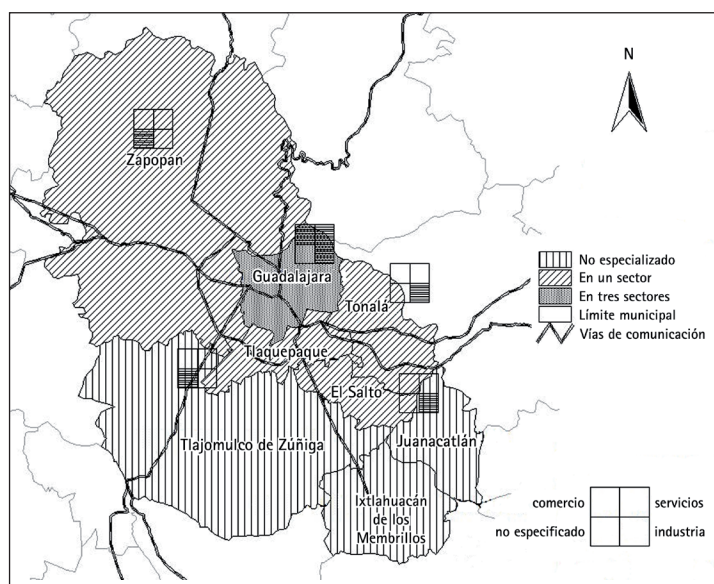 N
Zapopan
Guadalajara
Tonalá
Tlaquepaque
El Salto
Tlajomulco de Zúñiga
Juanacatlán
Ixtlahuacán
de los
Membrillos
No especializado
En un sector
En tres sectores
Límite municipal
Vías de comunicación
comercio
servicios
no especificado
industria